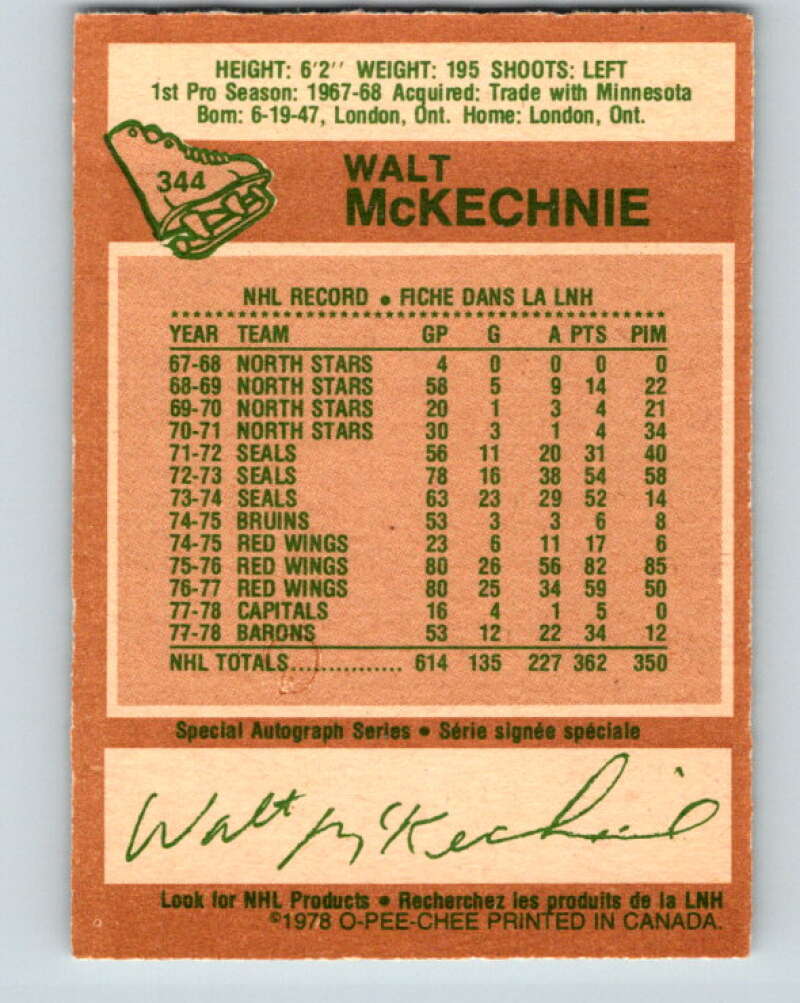 HEIGHT: 6'2'' WEIGHT: 195 SHOOTS: LEFT
1st Pro Season: 1967-68 Acquired: Trade with Minnesota
Born: 6-19-47, London, Ont. Home: London, Ont.
344
WALT
McKECHNIE
NHL RECORD • FICHE DANS LA LNH
YEAR TEAM GP G A PTS PIM
67-68 NORTH STARS 4 0 0 0 0
68-69 NORTH STARS 58 5 9 14 22
69-70 NORTH STARS 20 1 3 4 21
70-71 NORTH STARS 30 3 1 4 34
71-72 SEALS 56 11 20 31 40
72-73 SEALS 78 16 38 54 58
73-74 SEALS 63 23 29 52 14
74-75 BRUINS 53 3 3 6 8
74-75 RED WINGS 23 6 11 17 6
75-76 RED WINGS 80 26 56 82 85
76-77 RED WINGS 80 25 34 59 50
77-78 CAPITALS 16 4 1 5 0
77-78 BARONS 53 12 22 34 12
NHL TOTALS............... 614 135 227 362 350
Special Autograph Series • Série signée spéciale
Walt McKechnie
Look for NHL Products • Recherchez les produits de la LNH
©1978 O-PEE-CHEE PRINTED IN CANADA.